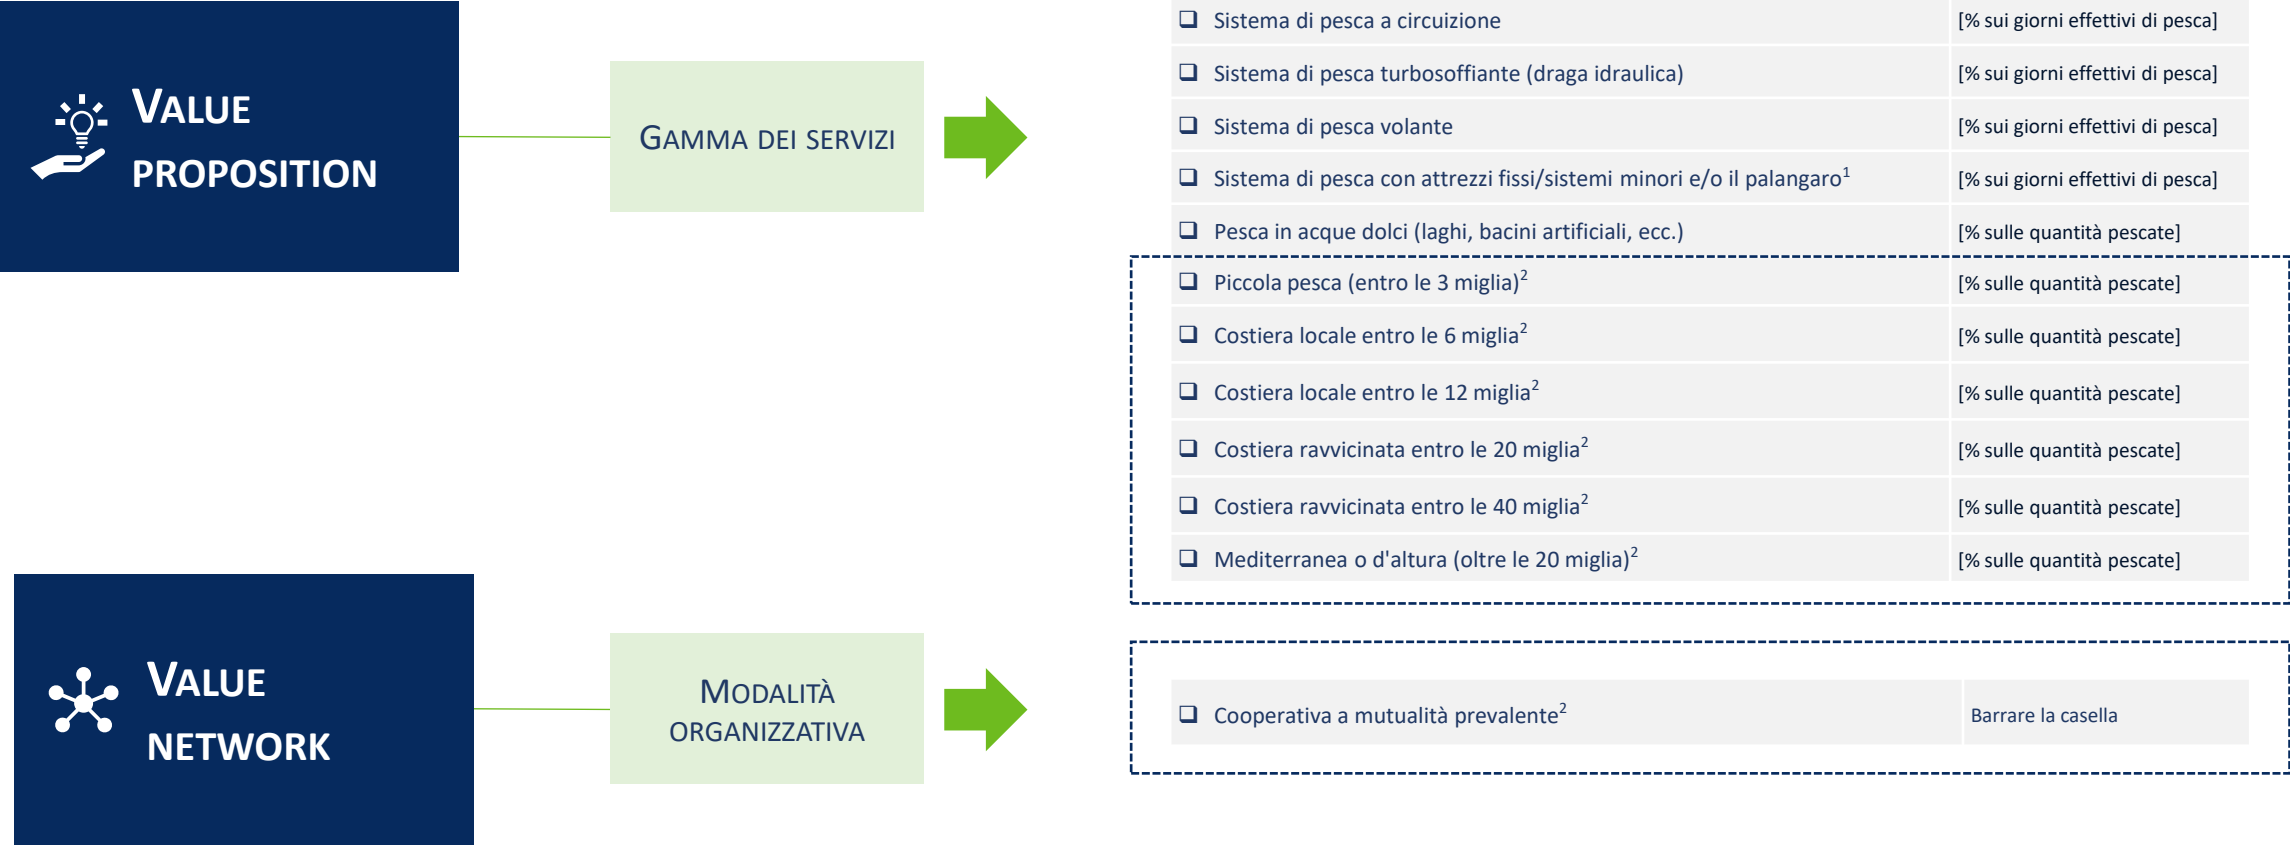 VALUE
PROPOSITION
GAMMA DEI SERVIZI
❑ Sistema di pesca a circuizione [% sui giorni effettivi di pesca]
❑ Sistema di pesca turbosoffiante (draga idraulica) [% sui giorni effettivi di pesca]
❑ Sistema di pesca volante [% sui giorni effettivi di pesca]
❑ Sistema di pesca con attrezzi fissi/sistemi minori e/o il palangaro¹ [% sui giorni effettivi di pesca]
❑ Pesca in acque dolci (laghi, bacini artificiali, ecc.) [% sulle quantità pescate]
❑ Piccola pesca (entro le 3 miglia)² [% sulle quantità pescate]
❑ Costiera locale entro le 6 miglia² [% sulle quantità pescate]
❑ Costiera locale entro le 12 miglia² [% sulle quantità pescate]
❑ Costiera ravvicinata entro le 20 miglia² [% sulle quantità pescate]
❑ Costiera ravvicinata entro le 40 miglia² [% sulle quantità pescate]
❑ Mediterranea o d'altura (oltre le 20 miglia)² [% sulle quantità pescate]
VALUE
NETWORK
MODALITÀ
ORGANIZZATIVA
❑ Cooperativa a mutualità prevalente² Barrare la casella